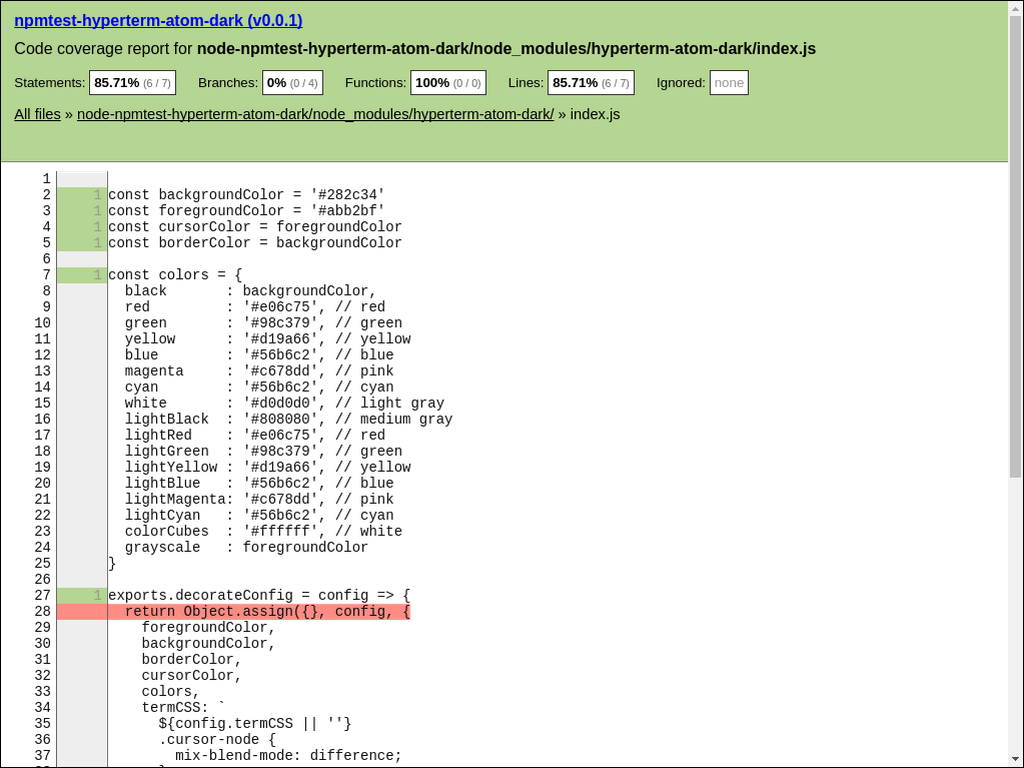 npmtest-hyperterm-atom-dark (v0.0.1)
Code coverage report for node-npmtest-hyperterm-atom-dark/node_modules/hyperterm-atom-dark/index.js
Statements: 85.71% (6 / 7) Branches: 0% (0 / 4) Functions: 100% (0 / 0) Lines: 85.71% (6 / 7) Ignored: none
All files » node-npmtest-hyperterm-atom-dark/node_modules/hyperterm-atom-dark/ » index.js
1
2 1 const backgroundColor = '#282c34'
3 1 const foregroundColor = '#abb2bf'
4 1 const cursorColor = foregroundColor
5 1 const borderColor = backgroundColor
6
7 1 const colors = {
8 black : backgroundColor,
9 red : '#e06c75', // red
10 green : '#98c379', // green
11 yellow : '#d19a66', // yellow
12 blue : '#56b6c2', // blue
13 magenta : '#c678dd', // pink
14 cyan : '#56b6c2', // cyan
15 white : '#d0d0d0', // light gray
16 lightBlack : '#808080', // medium gray
17 lightRed : '#e06c75', // red
18 lightGreen : '#98c379', // green
19 lightYellow : '#d19a66', // yellow
20 lightBlue : '#56b6c2', // blue
21 lightMagenta: '#c678dd', // pink
22 lightCyan : '#56b6c2', // cyan
23 colorCubes : '#ffffff', // white
24 grayscale : foregroundColor
25 }
26
27 1 exports.decorateConfig = config => {
28 return Object.assign({}, config, {
29 foregroundColor,
30 backgroundColor,
31 borderColor,
32 cursorColor,
33 colors,
34 termCSS: `
35 ${config.termCSS || ''}
36 .cursor-node {
37 mix-blend-mode: difference;